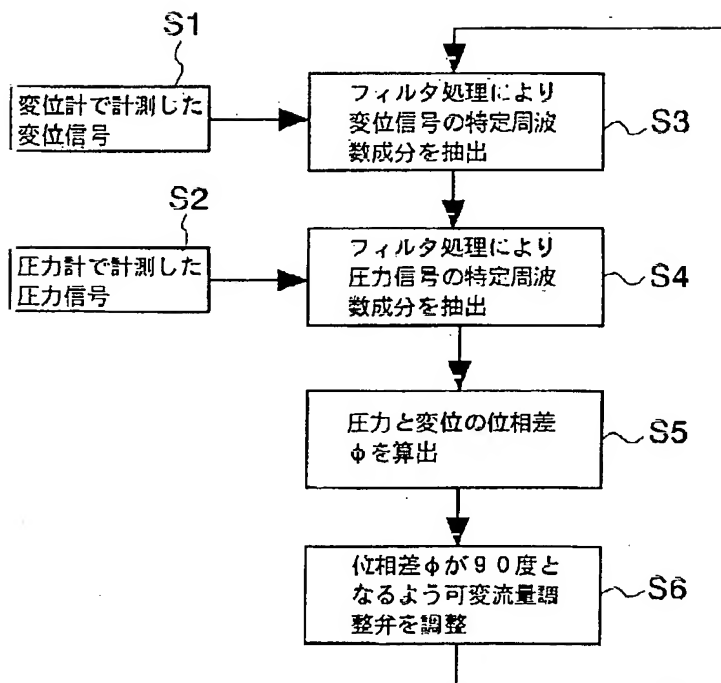 S1
変位計で計測した
変位信号
フィルタ処理により
変位信号の特定周波
数成分を抽出
S3
S2
圧力計で計測した
圧力信号
フィルタ処理により
圧力信号の特定周波
数成分を抽出
S4
圧力と変位の位相差
φを算出
S5
位相差φが90度と
なるよう可変流量調
整弁を調整
S6